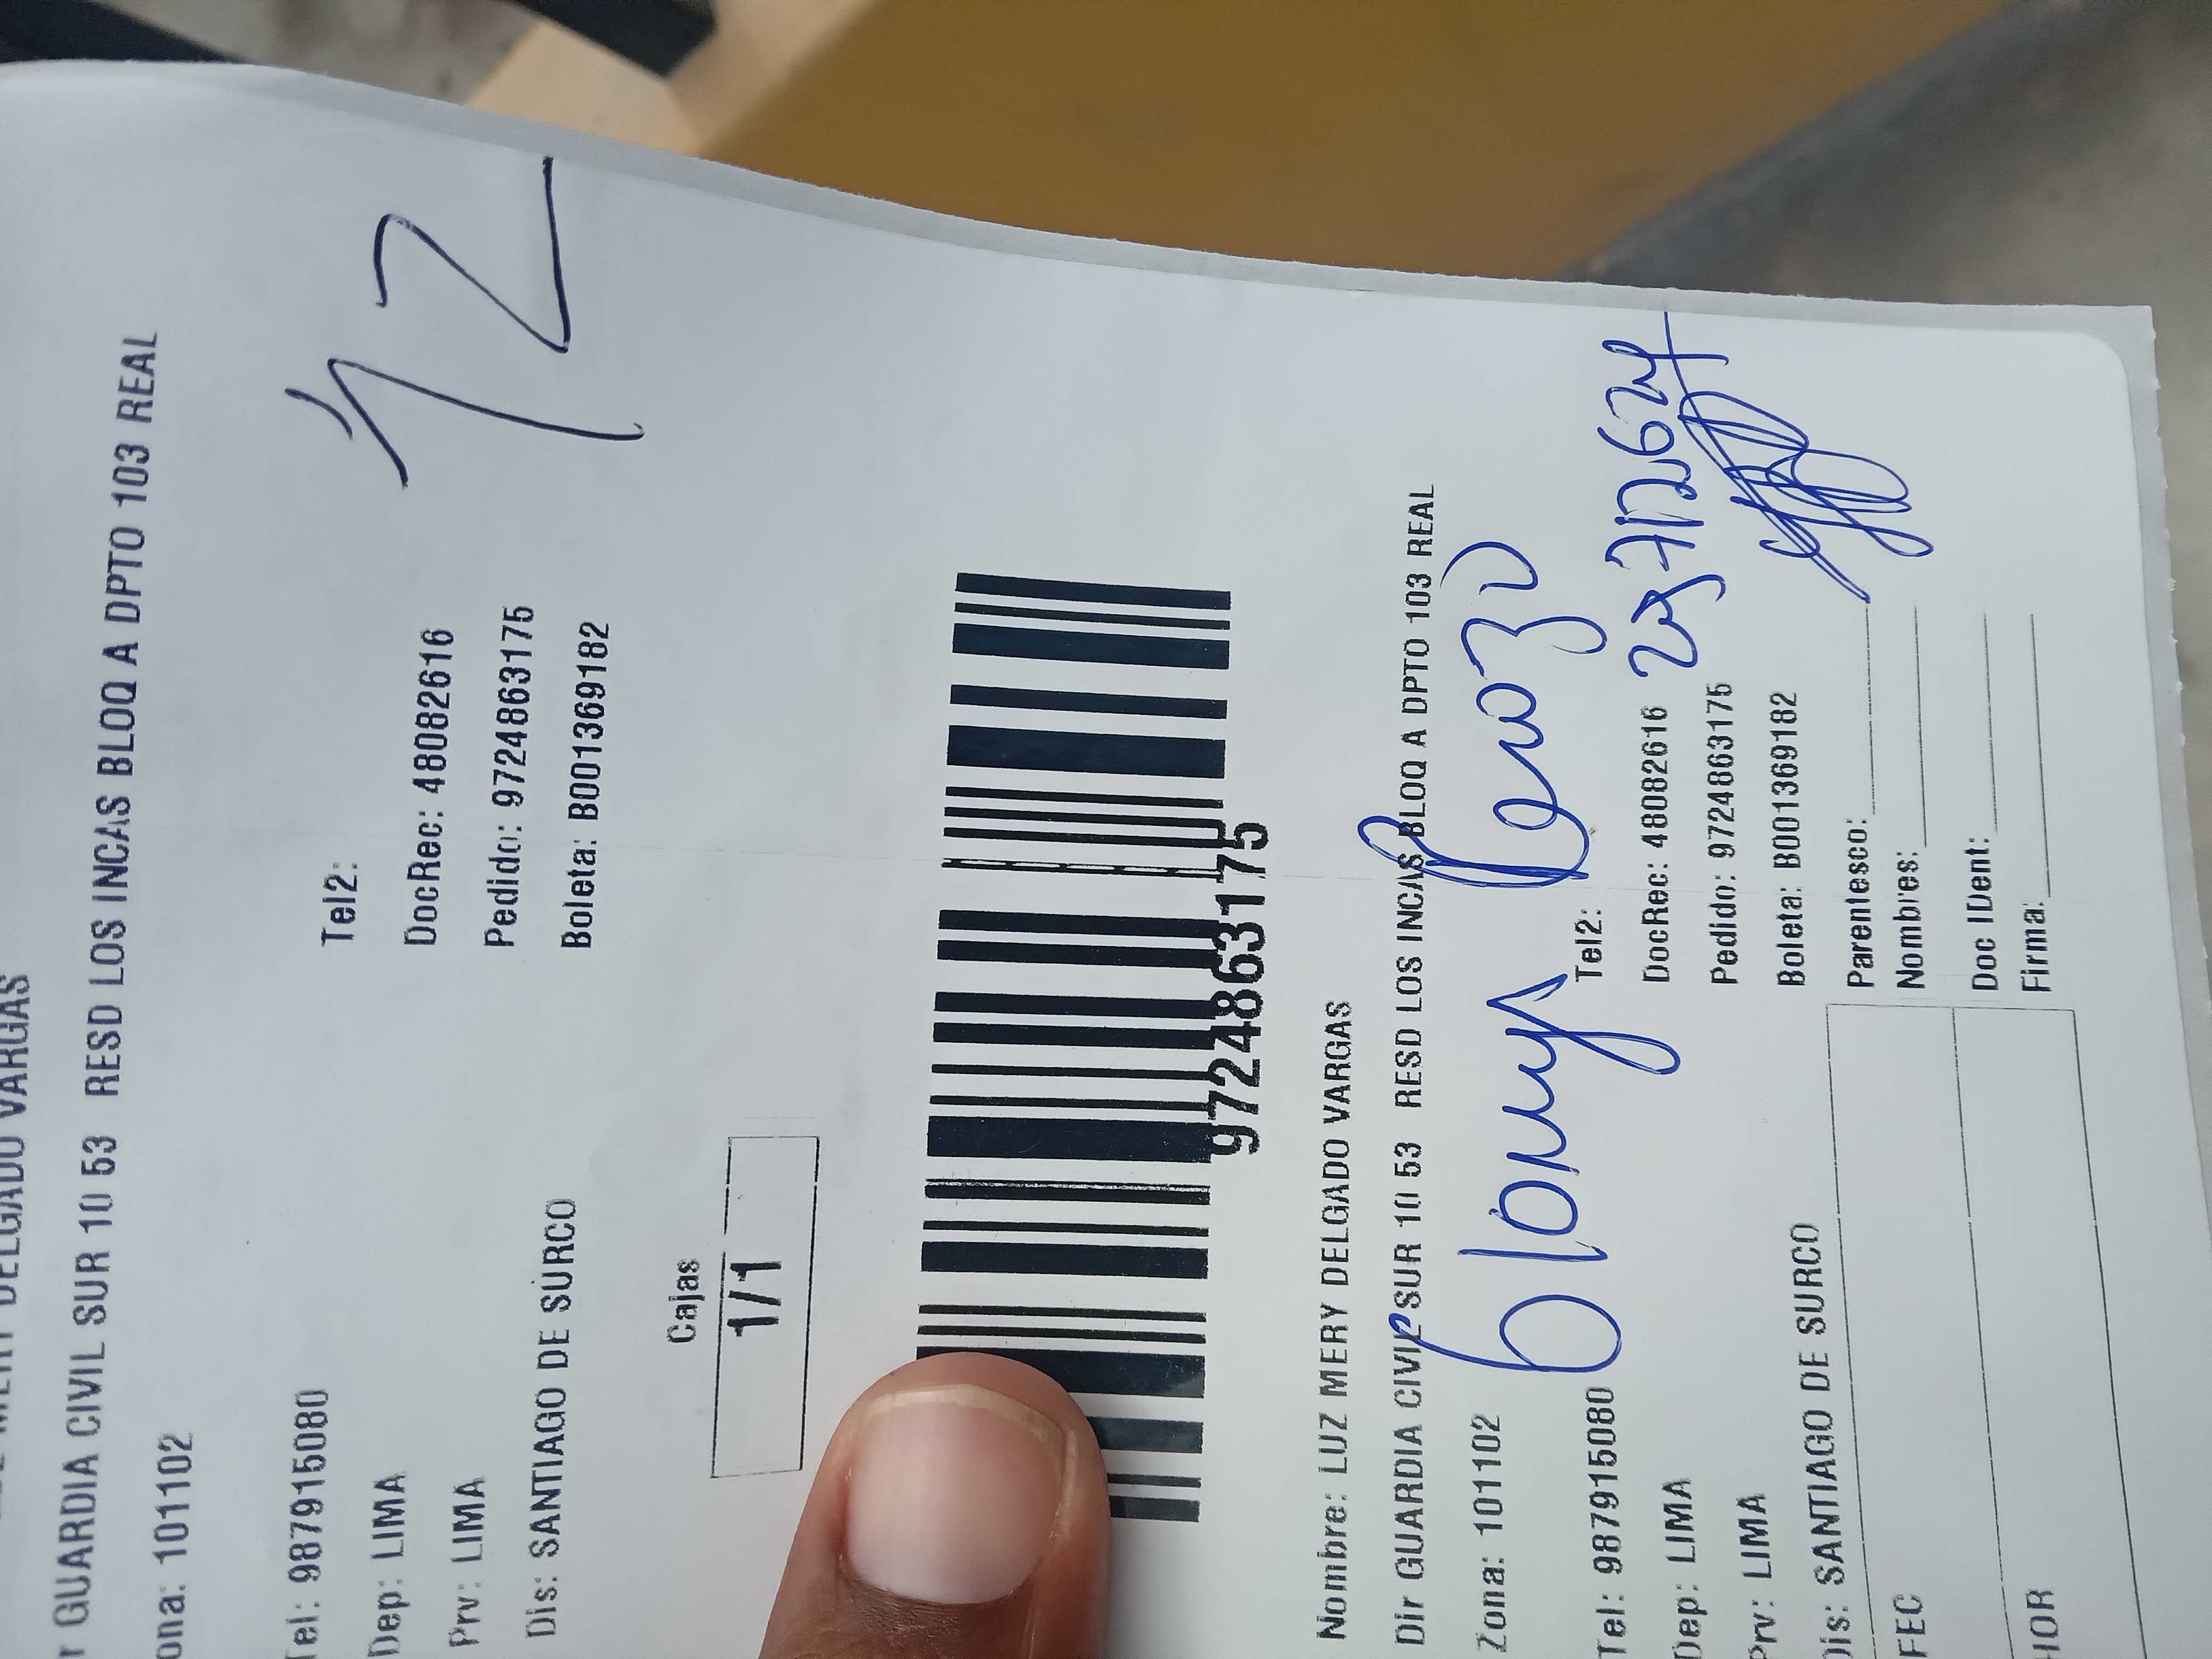 MERY DELGADO VARGAS
r GUARDIA CIVIL SUR 10 53 RESD LOS INCAS BLOQ A DPTO 103 REAL
ona: 101102
Tel: 987915080 Tel2:
Dep: LIMA DocRec: 48082616
Prv: LIMA Pedido: 9724863175
Dis: SANTIAGO DE SURCO Boleta: B001369182
12
Cajas
1/1
9724863175
Nombre: LUZ MERY DELGADO VARGAS
Dir GUARDIA CIVIL SUR 10 53 RESD LOS INCAS BLOQ A DPTO 103 REAL
Zona: 101102
Tel: 987915080 Tel2:
Dep: LIMA DocRec: 48082616
Prv: LIMA Pedido: 9724863175
Dis: SANTIAGO DE SURCO Boleta: B001369182
FEC Parentesco:
Nombres:
HOR Doc IDent:
Firma: